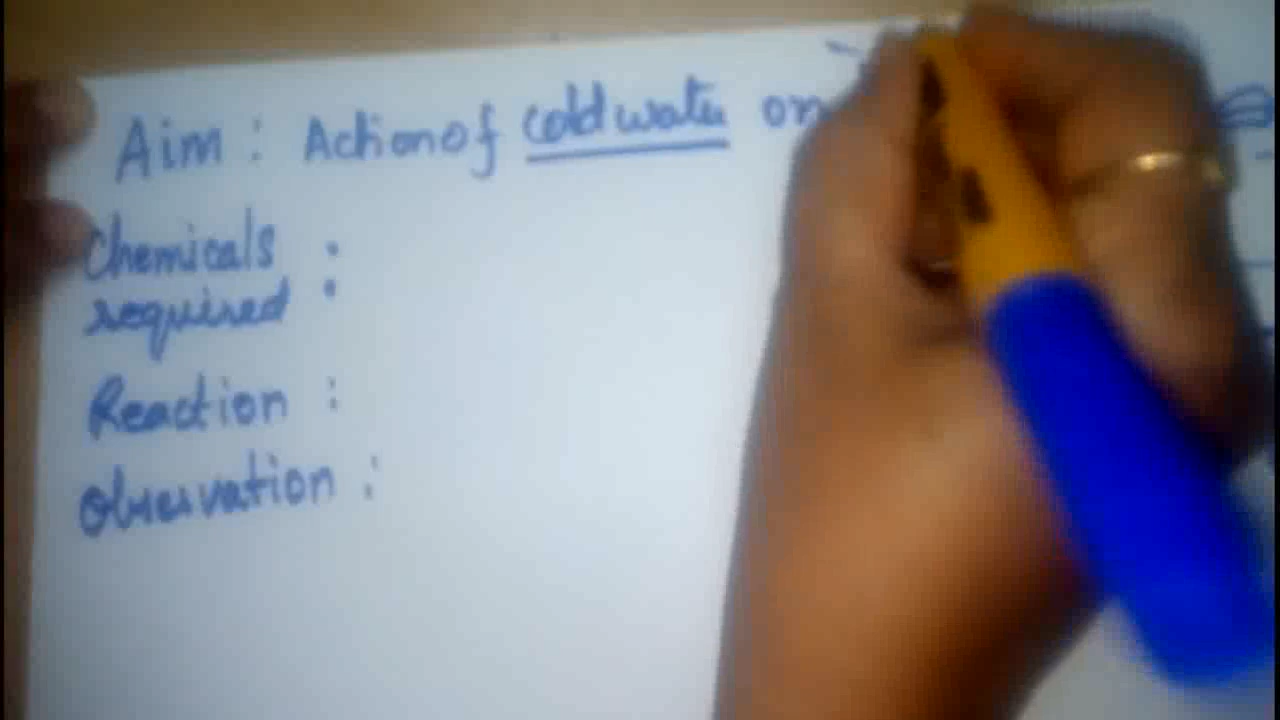 Aim : Action of cold water on
Chemicals :
required :
Reaction :
Observation :